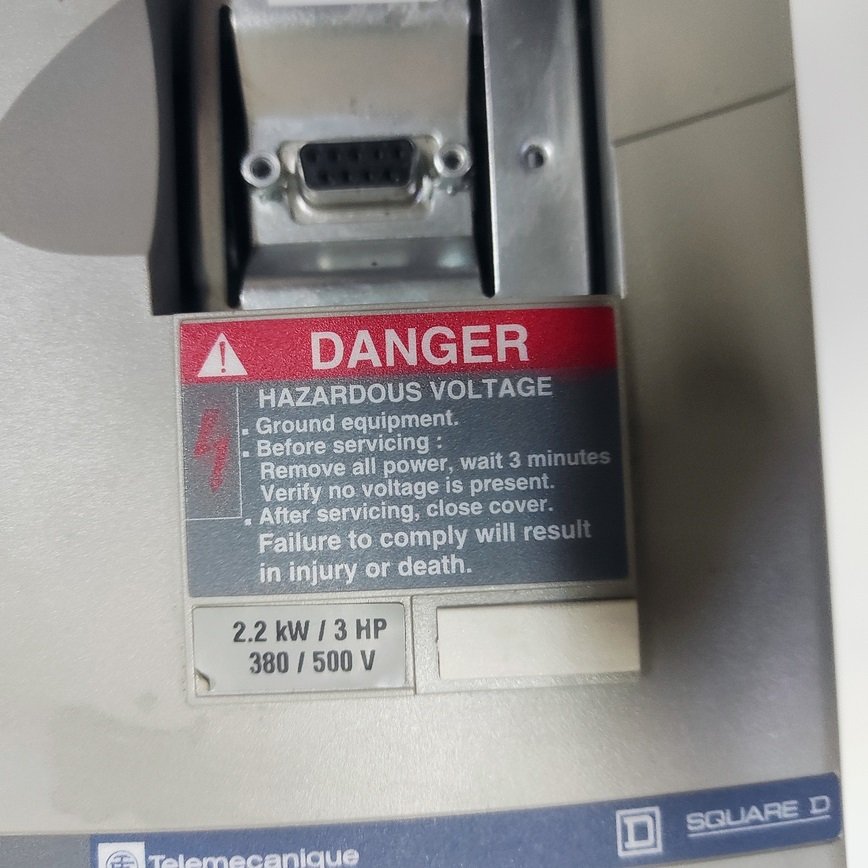 DANGER
HAZARDOUS VOLTAGE
Ground equipment.
Before servicing :
Remove all power, wait 3 minutes
Verify no voltage is present.
After servicing, close cover.
Failure to comply will result
in injury or death.
2.2 kW / 3 HP
380 / 500 V
D SQUARE D
Telemecanique